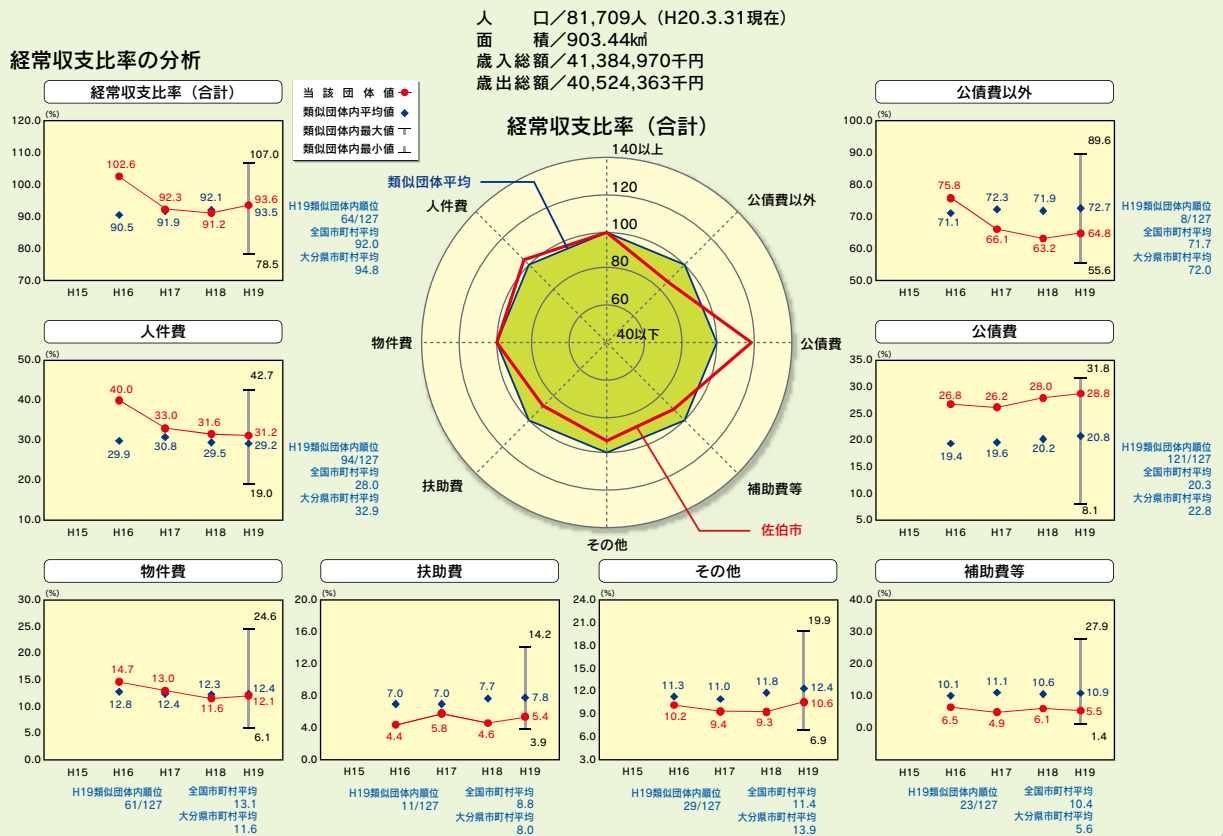 人　　口／81,709人（H20.3.31現在）
面　　積／903.44㎢
歳入総額／41,384,970千円
歳出総額／40,524,363千円
経常収支比率の分析
当該団体値
類似団体内平均値
類似団体内最大値
類似団体内最小値
経常収支比率（合計）
(%)
120.0
110.0
100.0
90.0
80.0
70.0
102.6
92.3
92.1
107.0
93.6
93.5
90.5
91.9
91.2
78.5
H15
H16
H17
H18
H19
H19類似団体内順位
64/127
全国市町村平均
92.0
大分県市町村平均
94.8
経常収支比率（合計）
140以上
120
100
80
60
40以下
類似団体平均
人件費
公債費以外
物件費
公債費
扶助費
補助費等
その他
佐伯市
公債費以外
(%)
100.0
90.0
80.0
70.0
60.0
50.0
75.8
72.3
71.9
89.6
72.7
71.1
66.1
63.2
64.8
55.6
H15
H16
H17
H18
H19
H19類似団体内順位
8/127
全国市町村平均
71.7
大分県市町村平均
72.0
人件費
(%)
50.0
40.0
30.0
20.0
10.0
40.0
33.0
31.6
42.7
31.2
29.2
29.9
30.8
29.5
19.0
H15
H16
H17
H18
H19
H19類似団体内順位
94/127
全国市町村平均
28.0
大分県市町村平均
32.9
公債費
(%)
35.0
30.0
25.0
20.0
15.0
10.0
5.0
26.8
26.2
28.0
31.8
28.8
19.4
19.6
20.2
20.8
8.1
H15
H16
H17
H18
H19
H19類似団体内順位
121/127
全国市町村平均
20.3
大分県市町村平均
22.8
物件費
(%)
30.0
25.0
20.0
15.0
10.0
5.0
0.0
14.7
13.0
12.3
24.6
12.4
12.1
12.8
12.4
11.6
6.1
H15
H16
H17
H18
H19
H19類似団体内順位
61/127
全国市町村平均
13.1
大分県市町村平均
11.6
扶助費
(%)
20.0
16.0
12.0
8.0
4.0
0.0
7.0
7.0
7.7
14.2
7.8
4.4
5.8
4.6
5.4
3.9
H15
H16
H17
H18
H19
H19類似団体内順位
11/127
全国市町村平均
8.8
大分県市町村平均
8.0
その他
(%)
24.0
21.0
18.0
15.0
12.0
9.0
6.0
3.0
11.3
11.0
11.8
19.9
12.4
10.2
9.4
9.3
10.6
6.9
H15
H16
H17
H18
H19
H19類似団体内順位
29/127
全国市町村平均
11.4
大分県市町村平均
13.9
補助費等
(%)
40.0
30.0
20.0
10.0
0.0
10.1
11.1
10.6
27.9
10.9
6.5
4.9
6.1
5.5
1.4
H15
H16
H17
H18
H19
H19類似団体内順位
23/127
全国市町村平均
10.4
大分県市町村平均
5.6